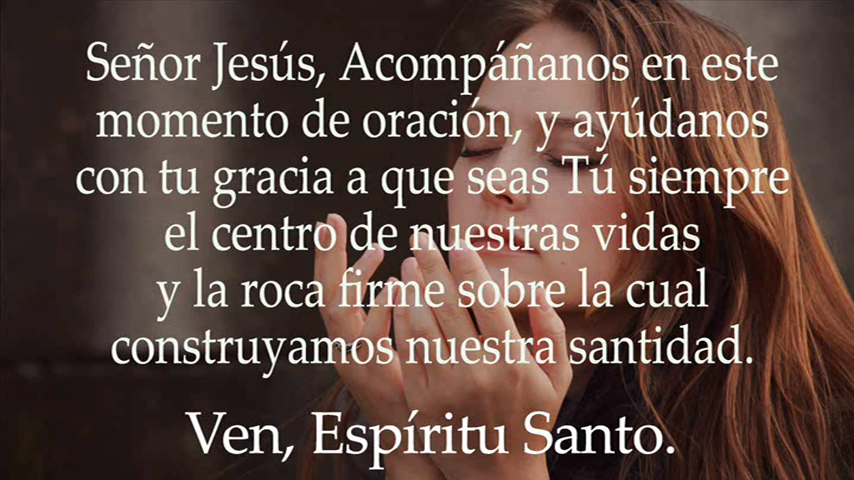 Señor Jesús, Acompáñanos en este
momento de oración, y ayúdanos
con tu gracia a que seas Tú siempre
el centro de nuestras vidas
y la roca firme sobre la cual
construyamos nuestra santidad.
Ven, Espíritu Santo.